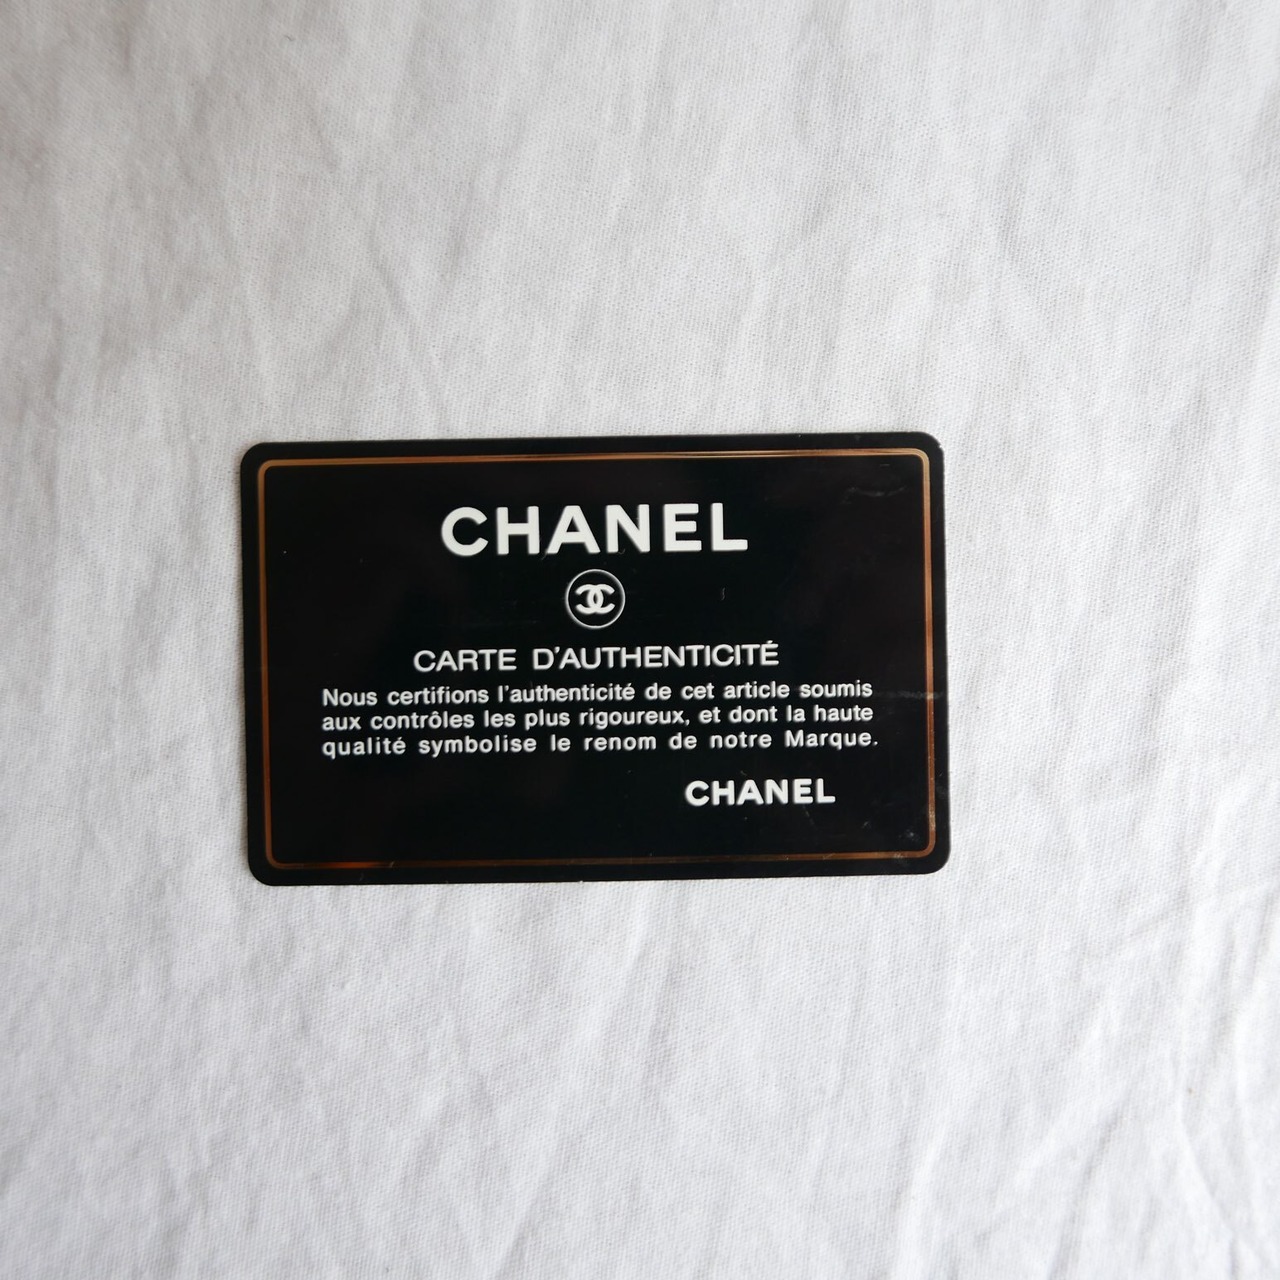 CHANEL
CARTE D'AUTHENTICITÉ
Nous certifions l'authenticité de cet article soumis
aux contrôles les plus rigoureux, et dont la haute
qualité symbolise le renom de notre Marque.
CHANEL